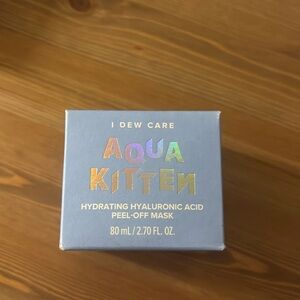 I DEW CARE
AQUA
KITTEN
HYDRATING HYALURONIC ACID
PEEL-OFF MASK
80 mL / 2.70 FL. OZ.